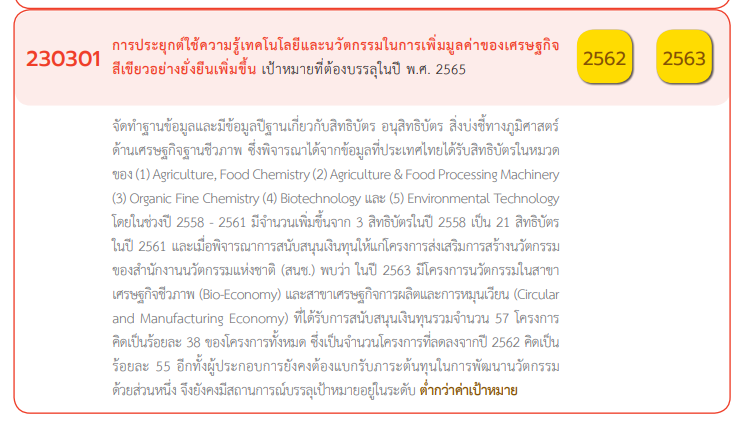 230301
การประยุกต์ใช้ความรู้เทคโนโลยีและนวัตกรรมในการเพิ่มมูลค่าของเศรษฐกิจ
สีเขียวอย่างยั่งยืนเพิ่มขึ้น เป้าหมายที่ต้องบรรลุในปี พ.ศ. 2565
2562
2563
จัดทำฐานข้อมูลและมีข้อมูลปีฐานเกี่ยวกับสิทธิบัตร อนุสิทธิบัตร สิ่งบ่งชี้ทางภูมิศาสตร์
ด้านเศรษฐกิจฐานชีวภาพ ซึ่งพิจารณาได้จากข้อมูลที่ประเทศไทยได้รับสิทธิบัตรในหมวด
ของ (1) Agriculture, Food Chemistry (2) Agriculture & Food Processing Machinery
(3) Organic Fine Chemistry (4) Biotechnology และ (5) Environmental Technology
โดยในช่วงปี 2558 - 2561 มีจำนวนเพิ่มขึ้นจาก 3 สิทธิบัตรในปี 2558 เป็น 21 สิทธิบัตร
ในปี 2561 และเมื่อพิจารณาการสนับสนุนเงินทุนให้แก่โครงการส่งเสริมการสร้างนวัตกรรม
ของสำนักงานนวัตกรรมแห่งชาติ (สนช.) พบว่า ในปี 2563 มีโครงการนวัตกรรมในสาขา
เศรษฐกิจชีวภาพ (Bio-Economy) และสาขาเศรษฐกิจการผลิตและการหมุนเวียน (Circular
and Manufacturing Economy) ที่ได้รับการสนับสนุนเงินทุนรวมจำนวน 57 โครงการ
คิดเป็นร้อยละ 38 ของโครงการทั้งหมด ซึ่งเป็นจำนวนโครงการที่ลดลงจากปี 2562 คิดเป็น
ร้อยละ 55 อีกทั้งผู้ประกอบการยังคงต้องแบกรับภาระต้นทุนในการพัฒนานวัตกรรม
ด้วยส่วนหนึ่ง จึงยังคงมีสถานการณ์บรรลุเป้าหมายอยู่ในระดับ ต่ำกว่าค่าเป้าหมาย